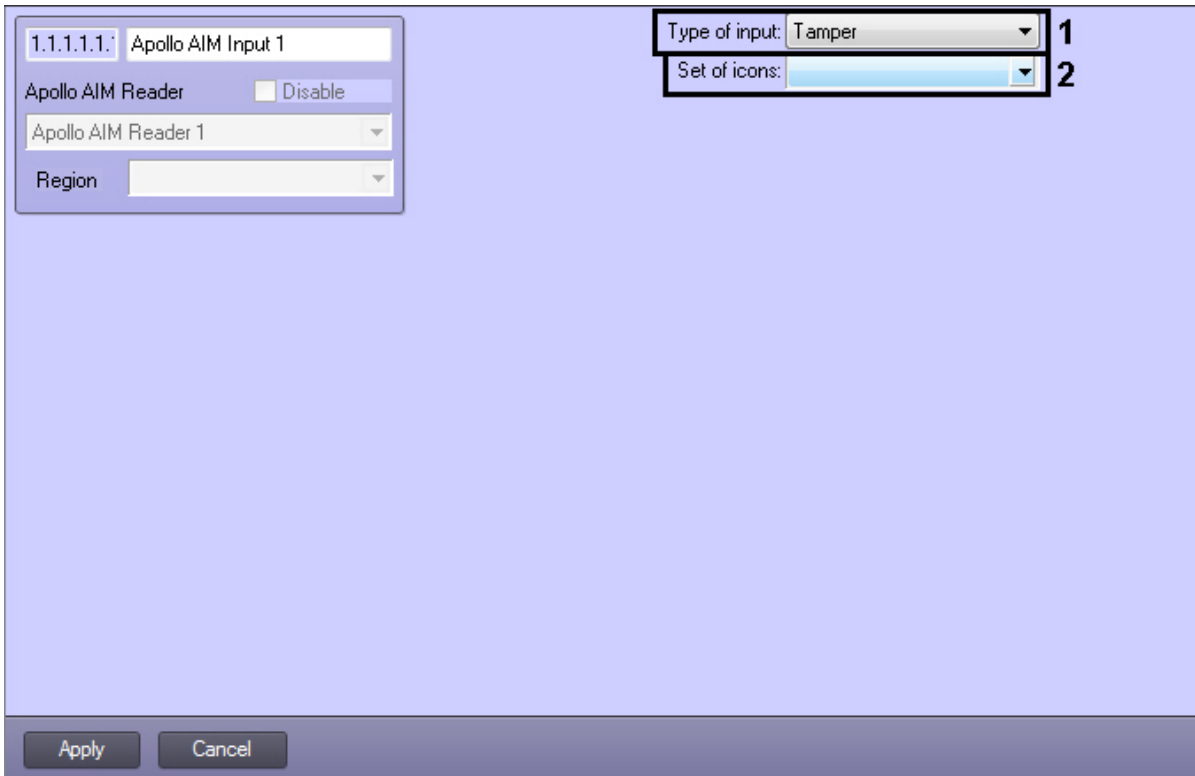 1.1.1.1.1. Apollo AIM Input 1
Apollo AIM Reader Disable
Apollo AIM Reader 1
Region
Type of input: Tamper 1
Set of icons: 2
Apply Cancel